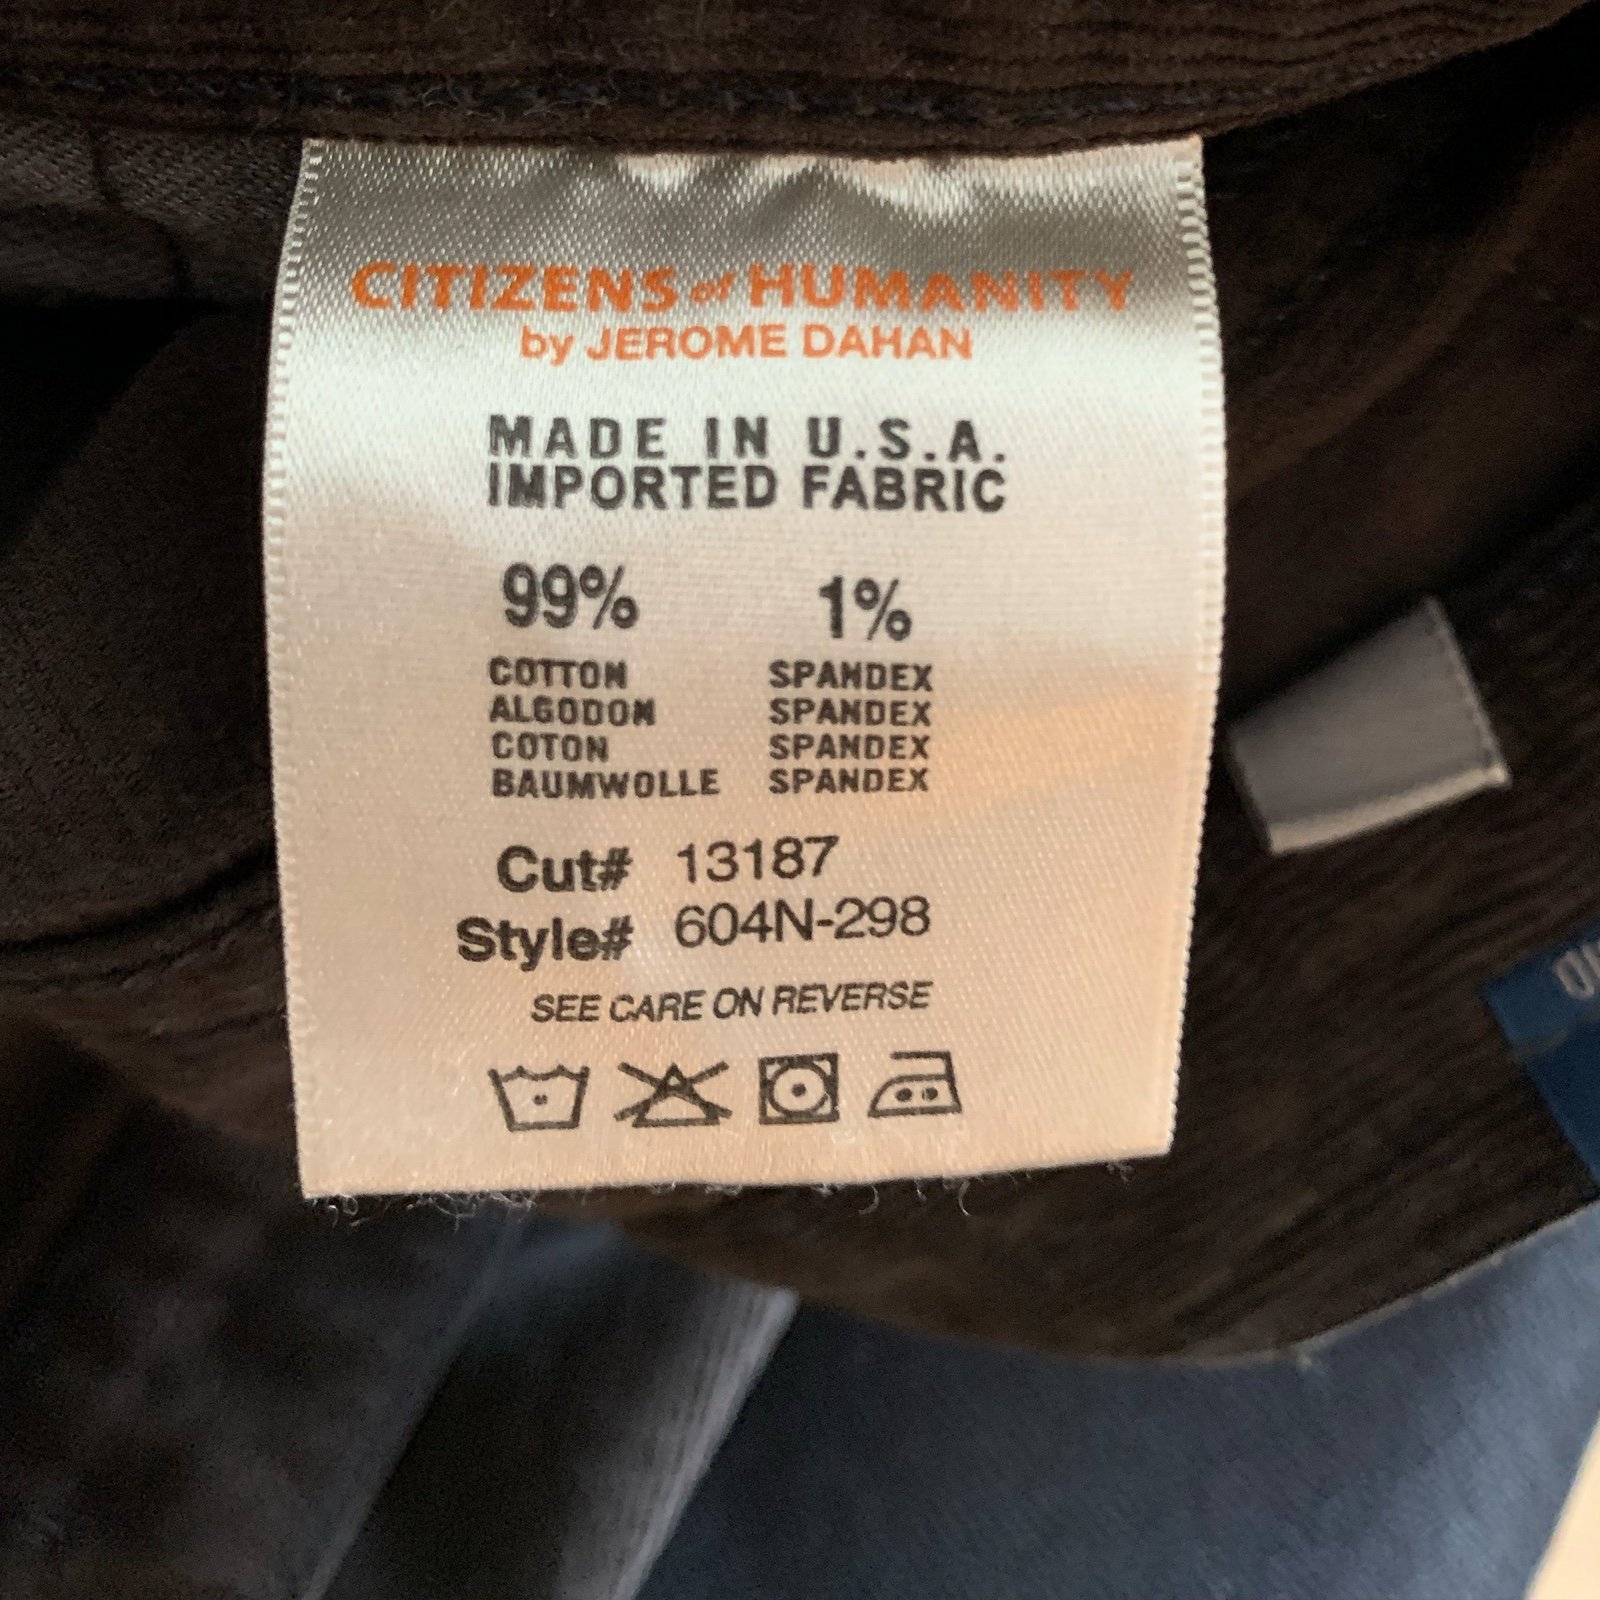 CITIZENS of HUMANITY
by JEROME DAHAN
MADE IN U.S.A.
IMPORTED FABRIC
99% 1%
COTTON SPANDEX
ALGODON SPANDEX
COTON SPANDEX
BAUMWOLLE SPANDEX
Cut# 13187
Style# 604N-298
SEE CARE ON REVERSE